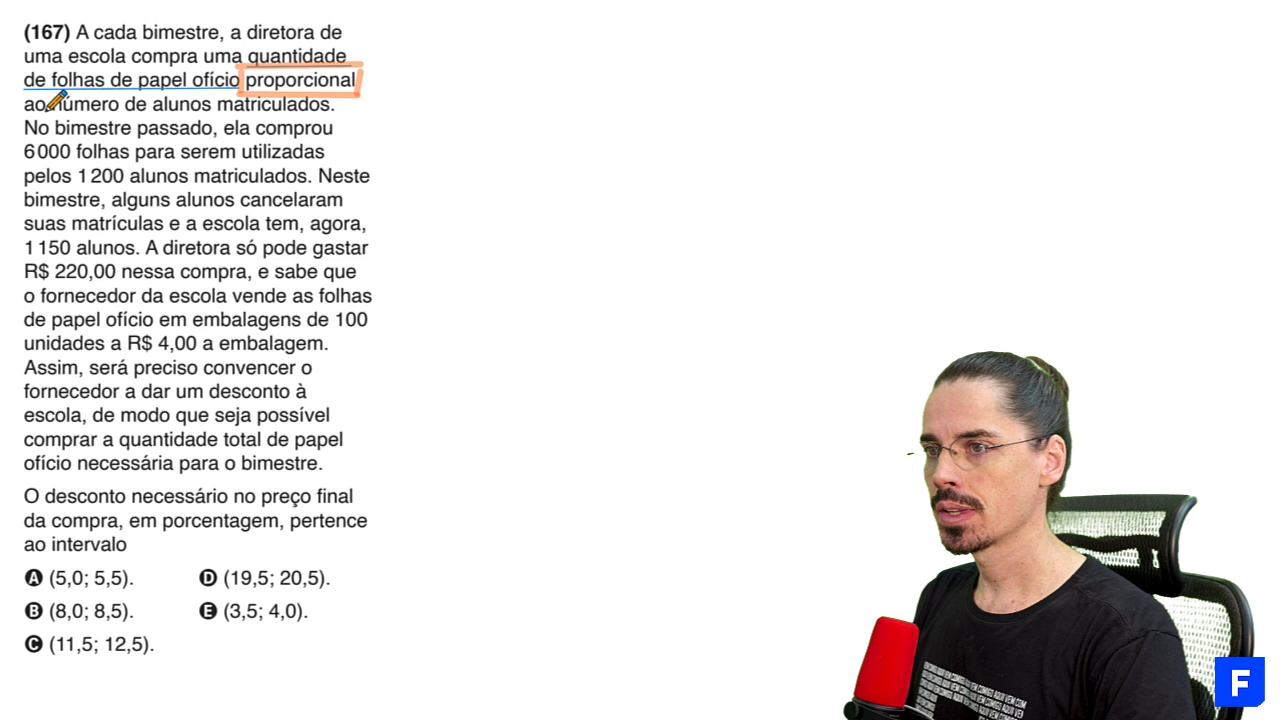 (167) A cada bimestre, a diretora de
uma escola compra uma quantidade
de folhas de papel ofício proporcional
ao número de alunos matriculados.
No bimestre passado, ela comprou
6 000 folhas para serem utilizadas
pelos 1 200 alunos matriculados. Neste
bimestre, alguns alunos cancelaram
suas matrículas e a escola tem, agora,
1 150 alunos. A diretora só pode gastar
R$ 220,00 nessa compra, e sabe que
o fornecedor da escola vende as folhas
de papel ofício em embalagens de 100
unidades a R$ 4,00 a embalagem.
Assim, será preciso convencer o
fornecedor a dar um desconto à
escola, de modo que seja possível
comprar a quantidade total de papel
ofício necessária para o bimestre.
O desconto necessário no preço final
da compra, em porcentagem, pertence
ao intervalo
A (5,0; 5,5). D (19,5; 20,5).
B (8,0; 8,5). E (3,5; 4,0).
C (11,5; 12,5).
F